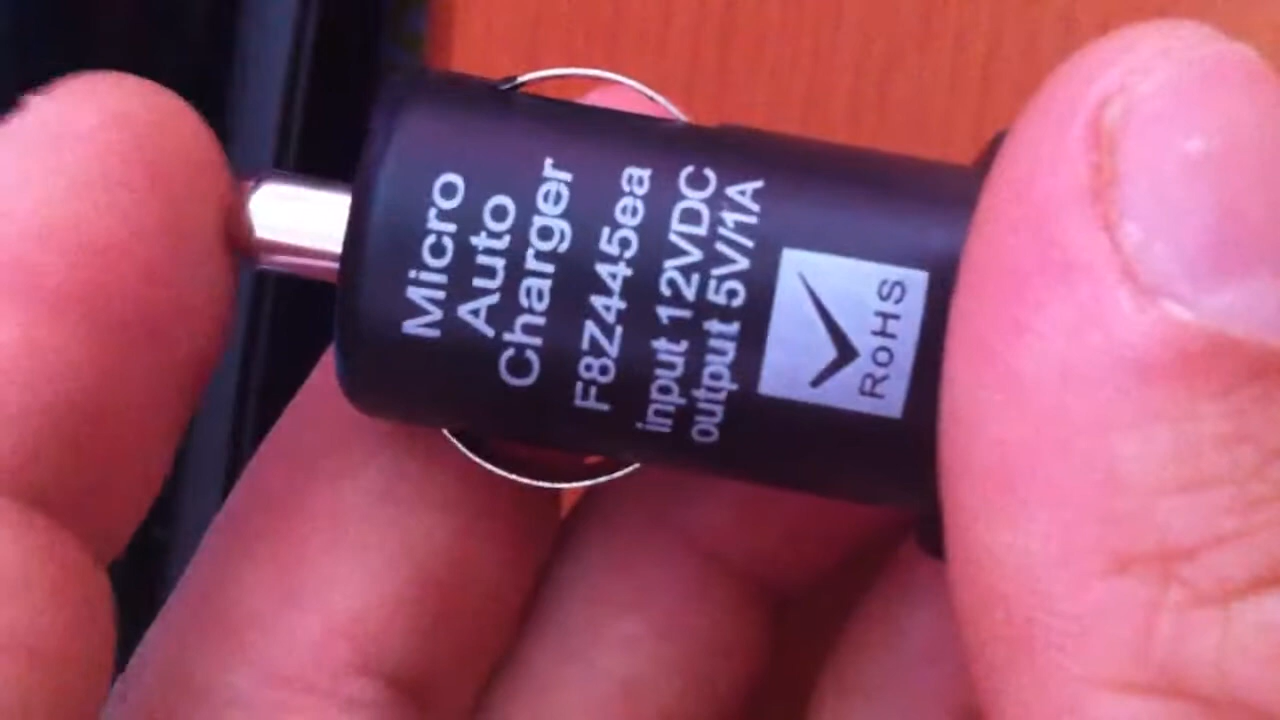 Micro
Auto
Charger
F8Z445ea
input 12VDC
output 5V/1A
RoHS